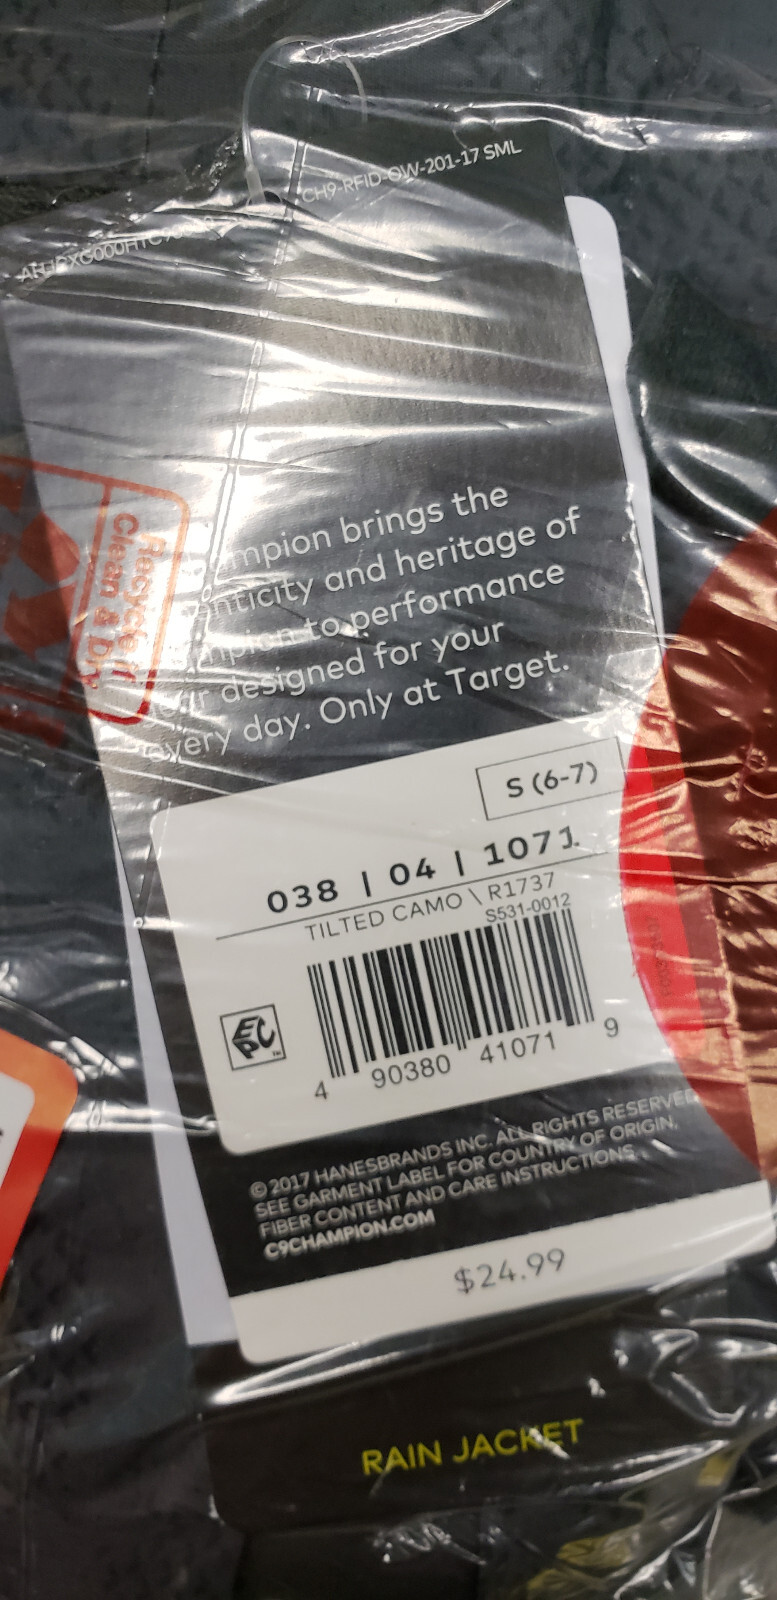 CH9-RFID-OW-201-17 SML
mpion brings the
nticity and heritage of
mpion to performance
designed for your
every day. Only at Target.
Recycle if
Clean & Dry
S (6-7)
038 | 04 | 1071
TILTED CAMO \ R1737
S531-0012
EPC
4 90380 41071 9
© 2017 HANESBRANDS INC. ALL RIGHTS RESERVED
SEE GARMENT LABEL FOR COUNTRY OF ORIGIN,
FIBER CONTENT AND CARE INSTRUCTIONS
C9CHAMPION.COM
$24.99
RAIN JACKET